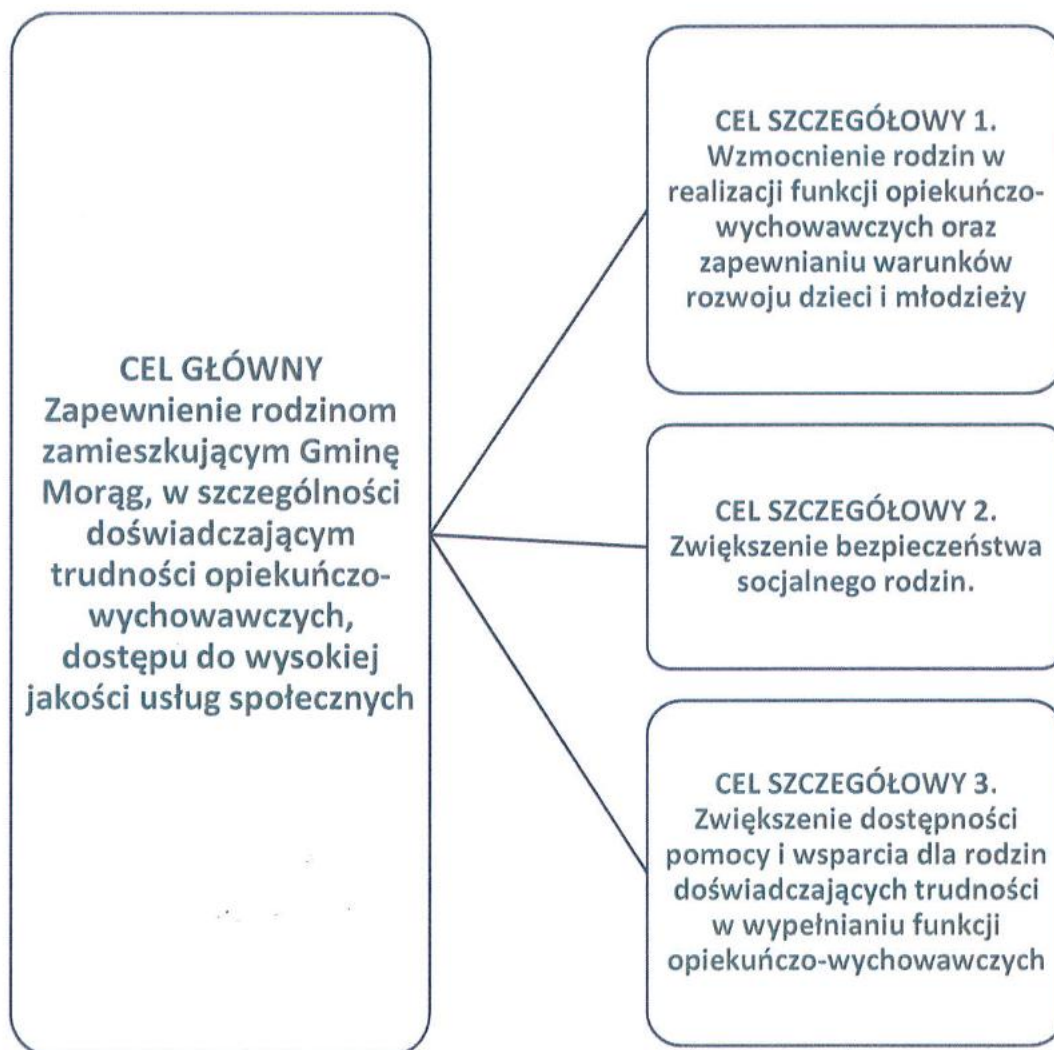 CEL GŁÓWNY
Zapewnienie rodzinom
zamieszkującym Gminę
Morąg, w szczególności
doświadczającym
trudności opiekuńczo-
wychowawczych,
dostępu do wysokiej
jakości usług społecznych
CEL SZCZEGÓŁOWY 1.
Wzmocnienie rodzin w
realizacji funkcji opiekuńczo-
wychowawczych oraz
zapewnianiu warunków
rozwoju dzieci i młodzieży
CEL SZCZEGÓŁOWY 2.
Zwiększenie bezpieczeństwa
socjalnego rodzin.
CEL SZCZEGÓŁOWY 3.
Zwiększenie dostępności
pomocy i wsparcia dla rodzin
doświadczających trudności
w wypełnianiu funkcji
opiekuńczo-wychowawczych